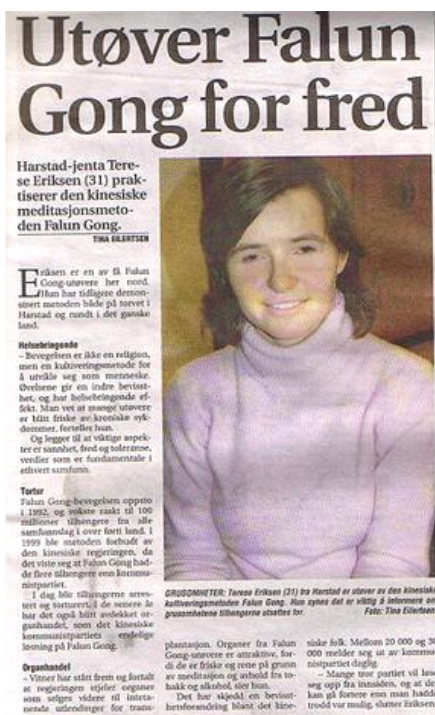 Utøver Falun
Gong for fred
Harstad-jenta Tere-
se Eriksen (31) prak-
tiserer den kinesiske
meditasjonsmeto-
den Falun Gong.
TINA EILERTSEN
Eriksen er en av få Falun
Gong-utøvere her nord.
Hun har tidligere demon-
strert metoden både på torvet i
Harstad og rundt i det ganske
land.
Helsebringende
– Bevegelsen er ikke en religion,
men en kultiveringsmetode for
å utvikle seg som menneske.
Øvelsene gir en indre bevisst-
het, og har helsebringende ef-
fekt. Man vet at mange utøvere
er blitt friske av kroniske syk-
dommer, forteller hun.
Og legger til at viktige aspek-
ter er sannhet, fred og toleranse,
verdier som er fundamentale i
ethvert samfunn.
Tortur
Falun Gong-bevegelsen oppsto
i 1992, og vokste raskt til 100
millioner tilhengere fra alle
samfunnslag i over førti land. I
1999 ble metoden forbudt av
den kinesiske regjeringen, da
det viste seg at Falun Gong had-
de flere tilhengere enn kommu-
nistpartiet.
I dag blir tilhengerne arres-
tert og torturert. I de senere år
har det også blitt avdekket or-
ganhandel, som det kinesiske
kommunistpartiets endelige
løsning på Falun Gong.
Organhandel
– Vitner har stått frem og fortalt
at regjeringen stjeler organer
som selges videre til interna-
nende utlendinger for trans-
GRUSOMHETER: Terese Eriksen (31) fra Harstad er utøver av den kinesiske
kultiveringsmetoden Falun Gong. Hun synes det er viktig å informere om
grusomhetene tilhengerne utsettes for.
Foto: Tina Eilertsen
plantasjon. Organer fra Falun
Gong-utøvere er attraktive, for-
di de er friske og rene på grunn
av meditasjon og avhold fra to-
bakk og alkohol, sier hun.
Det har skjedd en bevisst-
hetsforandring blant det kine-
siske folk. Mellom 20 000 og 30
000 melder seg ut av kommu-
nistpartiet daglig.
– Mange tror partiet vil løse
seg opp fra innsiden, og at det
kan gå fortere enn man hadde
trodd var mulig, slutter Eriksen.